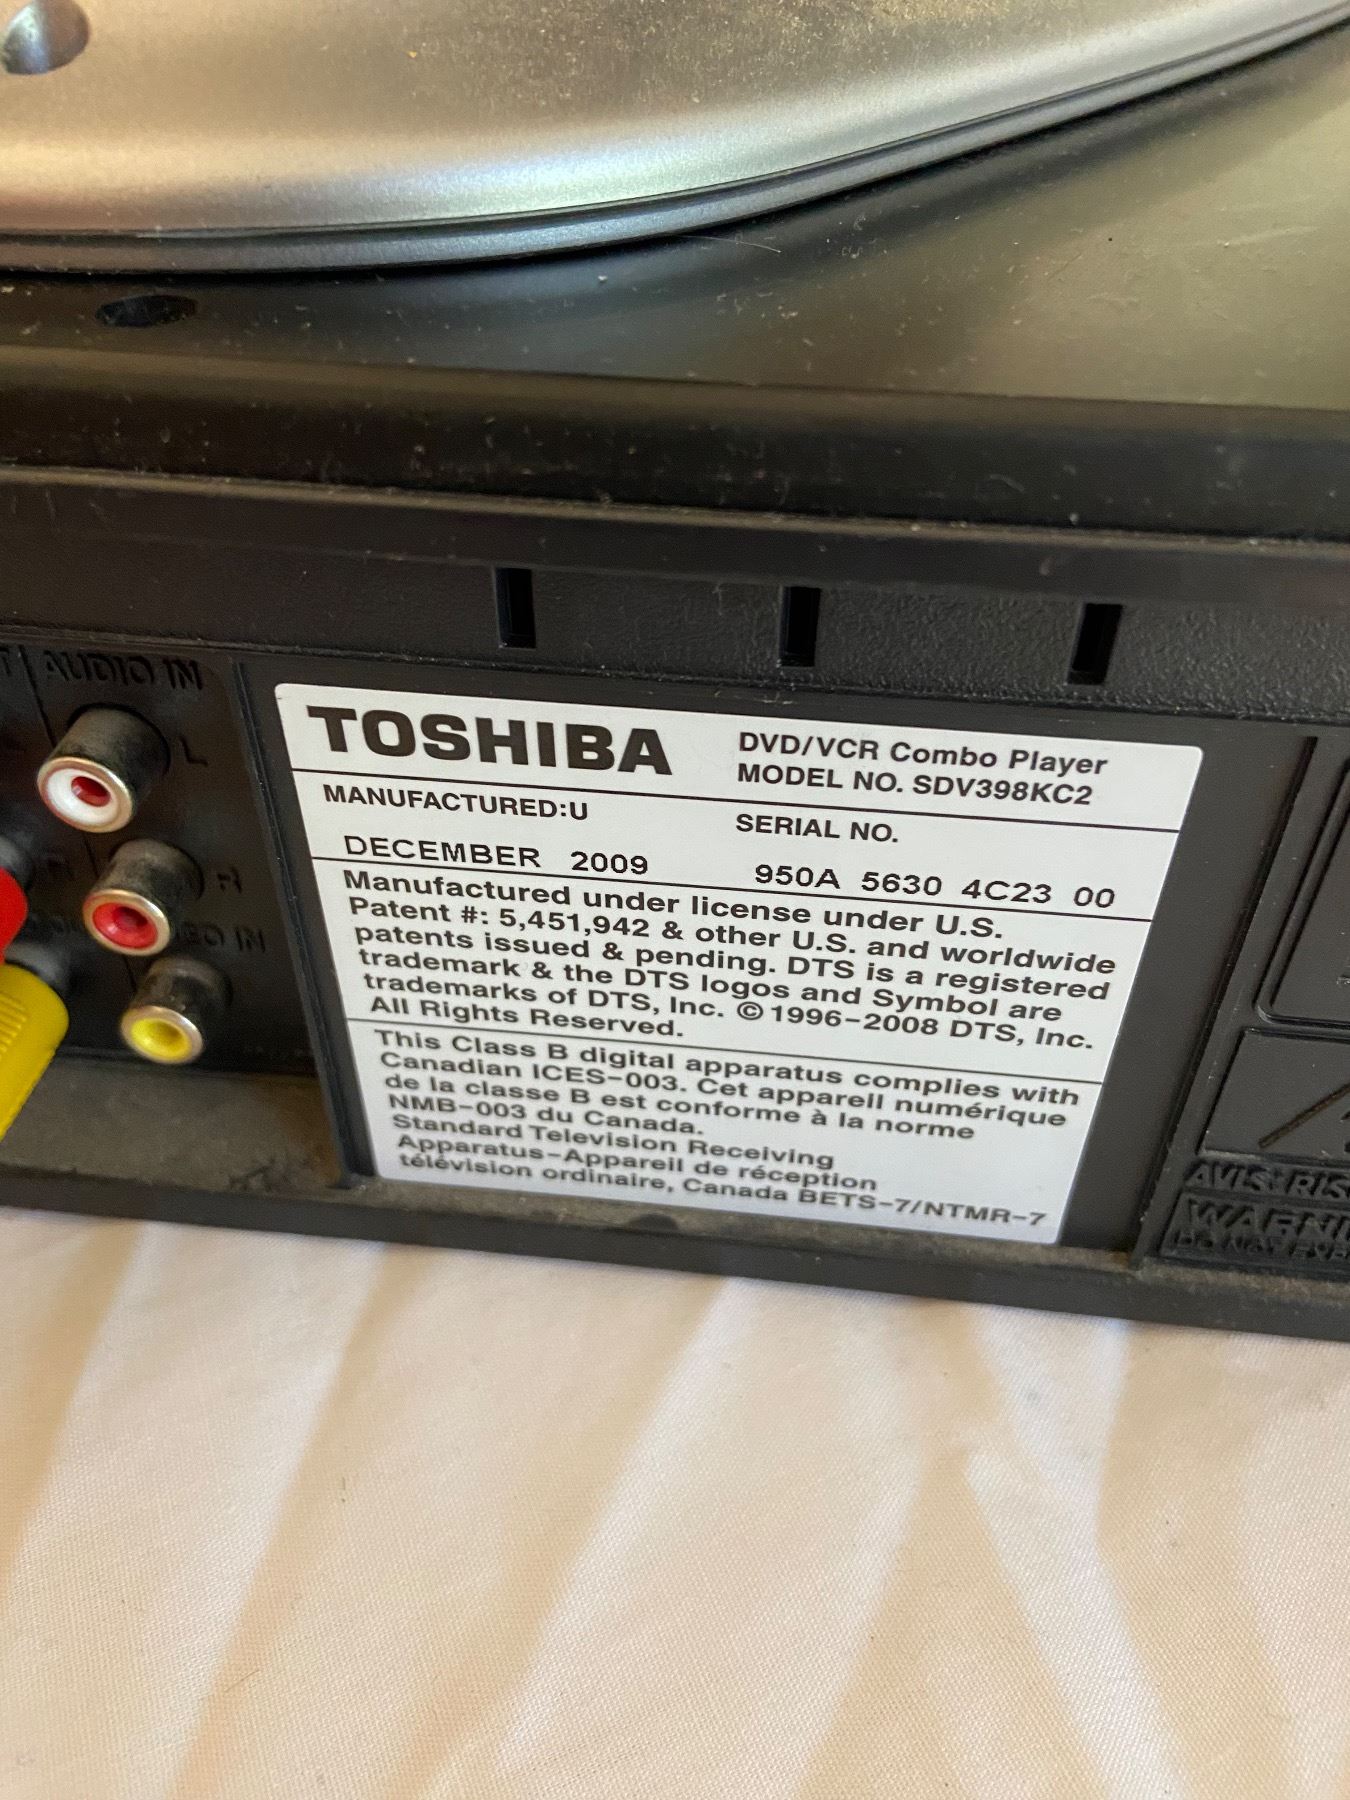 AUDIO IN
L
R
TOSHIBA
DVD/VCR Combo Player
MODEL NO. SDV398KC2
MANUFACTURED:U
SERIAL NO.
DECEMBER 2009
950A 5630 4C23 00
Manufactured under license under U.S.
Patent #: 5,451,942 & other U.S. and worldwide
patents issued & pending. DTS is a registered
trademark & the DTS logos and Symbol are
trademarks of DTS, Inc. © 1996-2008 DTS, Inc.
All Rights Reserved.
This Class B digital apparatus complies with
Canadian ICES-003. Cet appareil numérique
de la classe B est conforme à la norme
NMB-003 du Canada.
Standard Television Receiving
Apparatus-Appareil de réception
télévision ordinaire, Canada BETS-7/NTMR-7